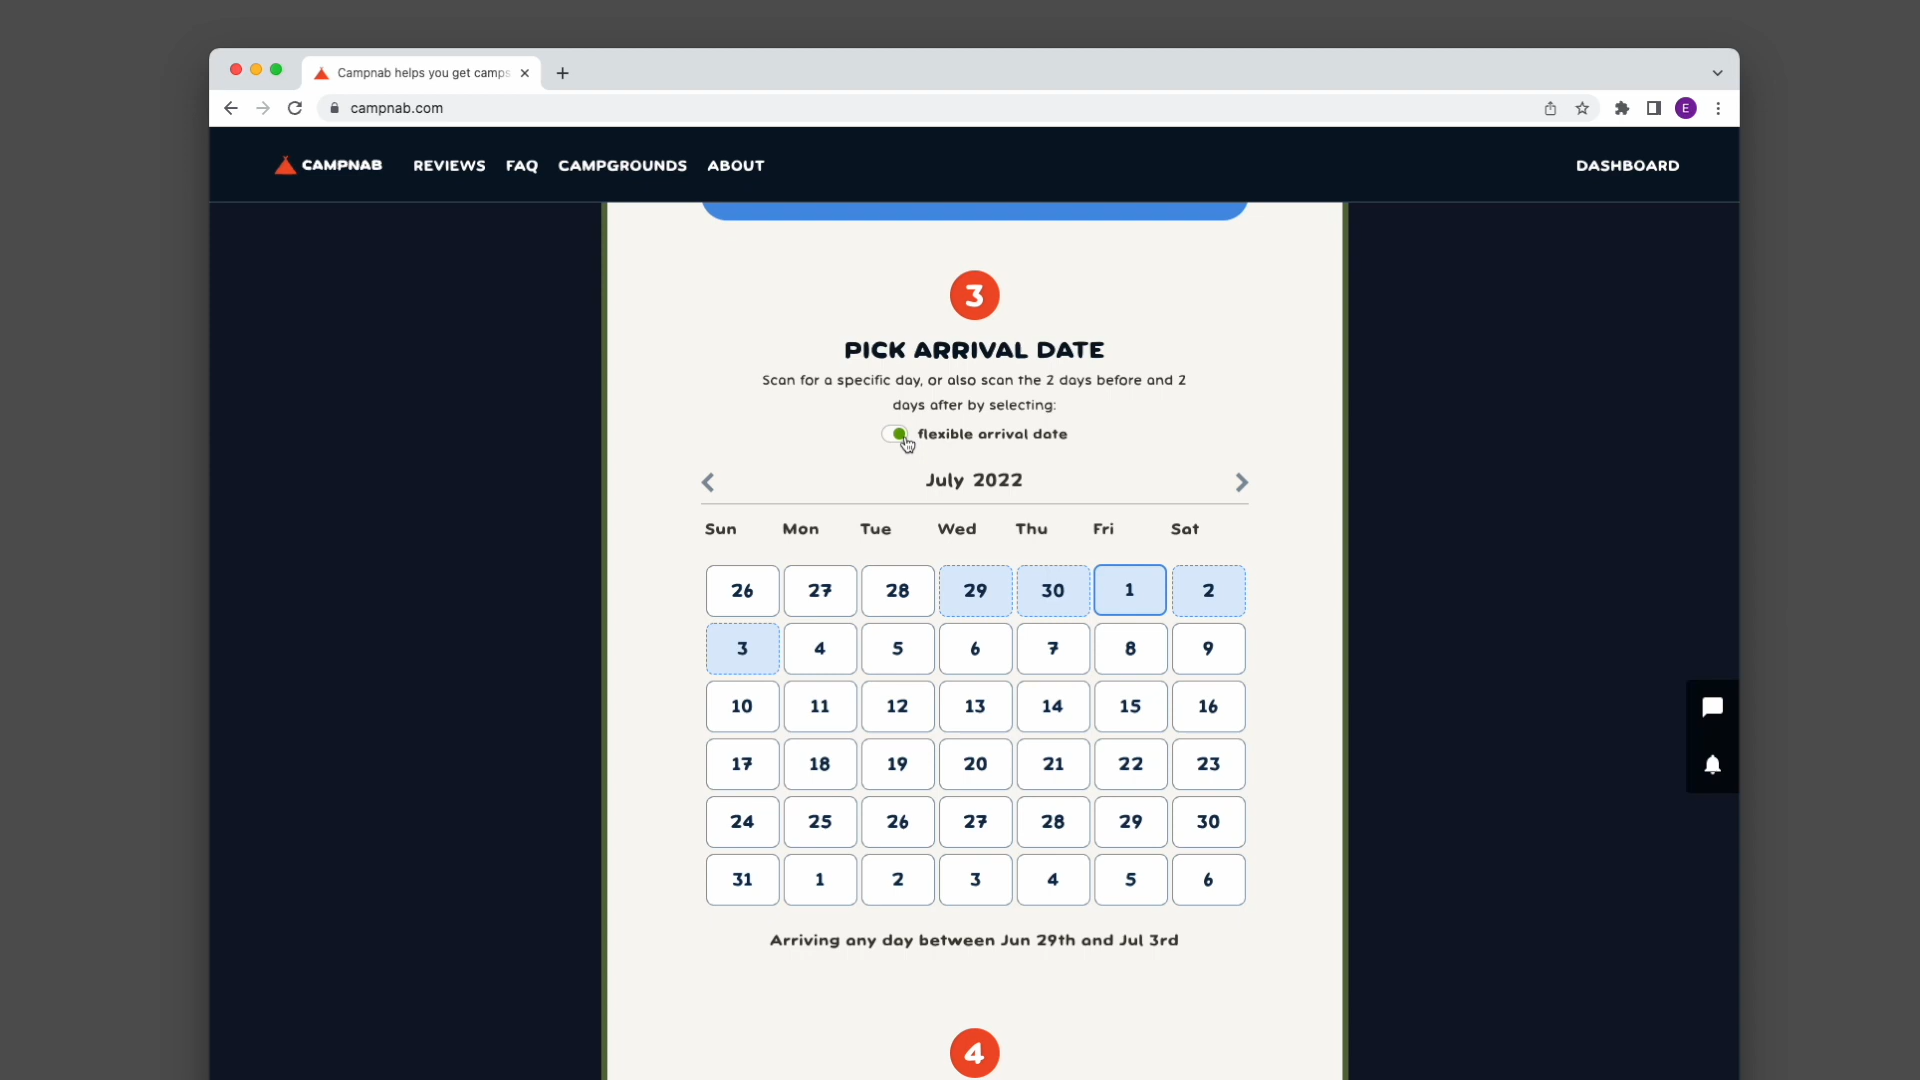 Campnab helps you get camps
campnab.com
E
CAMPNAB REVIEWS FAQ CAMPGROUNDS ABOUT DASHBOARD
3
PICK ARRIVAL DATE
Scan for a specific day, or also scan the 2 days before and 2
days after by selecting:
flexible arrival date
July 2022
Sun Mon Tue Wed Thu Fri Sat
26 27 28 29 30 1 2
3 4 5 6 7 8 9
10 11 12 13 14 15 16
17 18 19 20 21 22 23
24 25 26 27 28 29 30
31 1 2 3 4 5 6
Arriving any day between Jun 29th and Jul 3rd
4